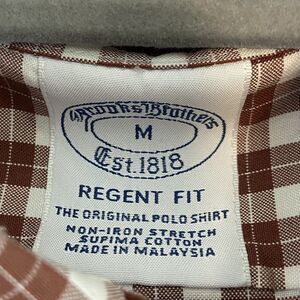 Brooks Brothers
M
Est. 1818
REGENT FIT
THE ORIGINAL POLO SHIRT
NON-IRON STRETCH
SUPIMA COTTON
MADE IN MALAYSIA